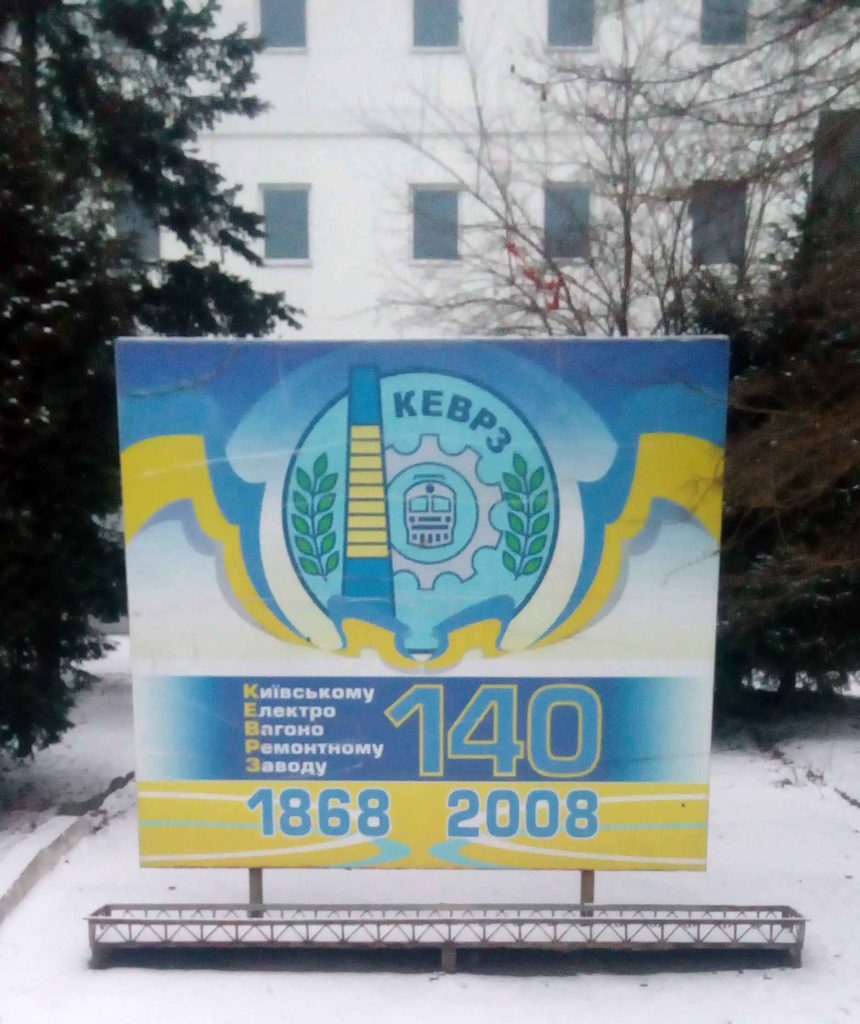 КЕВРЗ
Київському
Електро
Вагоно
Ремонтному
Заводу
140
1868 2008